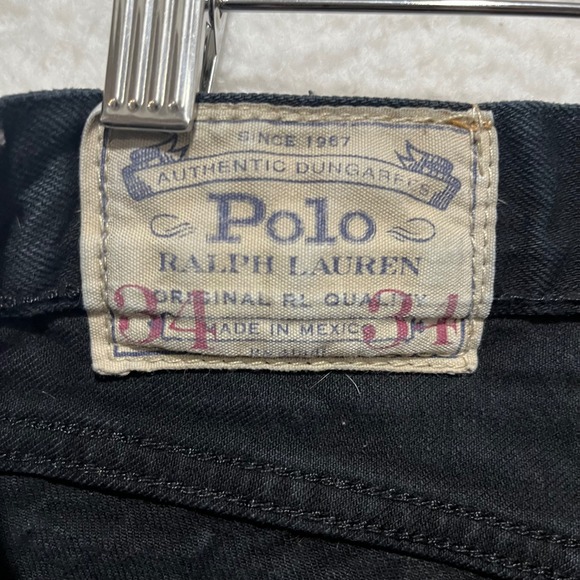 SINCE 1967
AUTHENTIC DUNGAREES
Polo
RALPH LAUREN
ORIGINAL RL QUALITY
34 MADE IN MEXICO 34